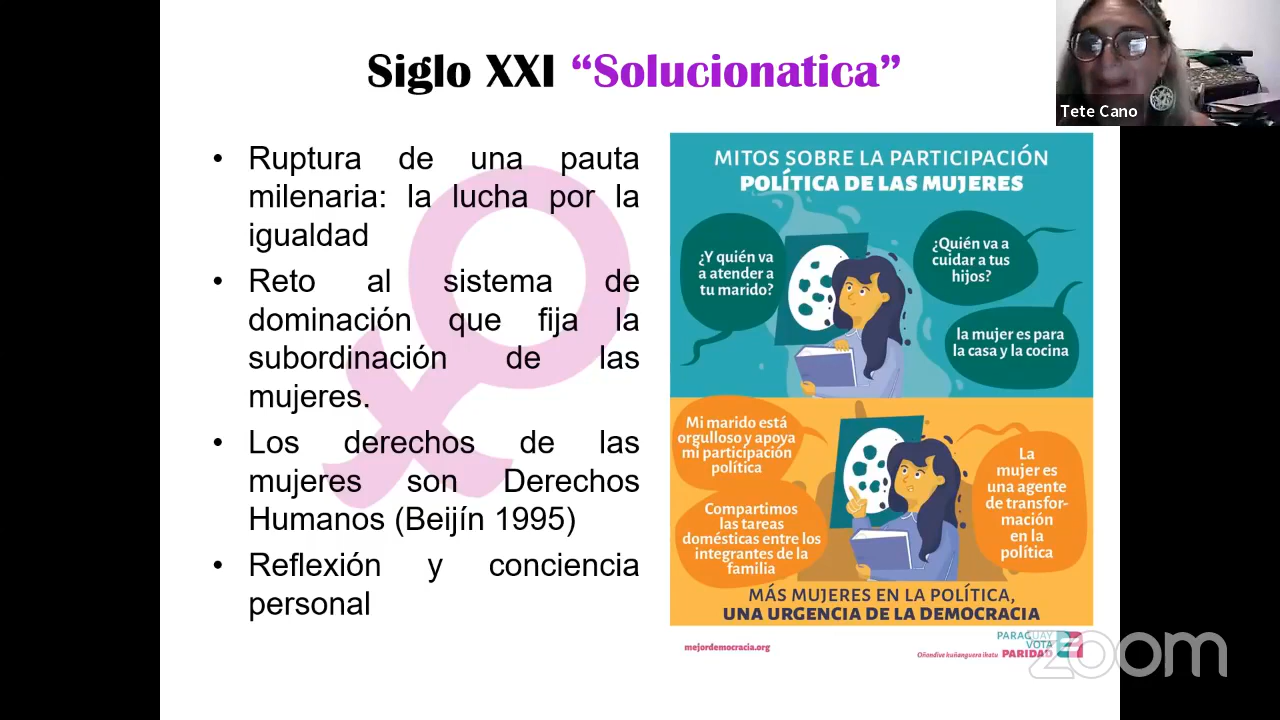 Siglo XXI “Solucionatica”
Tete Cano
• Ruptura de una pauta
milenaria: la lucha por la
igualdad
• Reto al sistema de
dominación que fija la
subordinación de las
mujeres.
• Los derechos de las
mujeres son Derechos
Humanos (Beijín 1995)
• Reflexión y conciencia
personal
MITOS SOBRE LA PARTICIPACIÓN
POLÍTICA DE LAS MUJERES
¿Y quién va
a atender a
tu marido?
¿Quién va a
cuidar a tus
hijos?
la mujer es para
la casa y la cocina
Mi marido está
orgulloso y apoya
mi participación
política
Compartimos
las tareas
domésticas entre los
integrantes de la
familia
La
mujer es
una agente
de transfor-
mación
en la
política
MÁS MUJERES EN LA POLÍTICA,
UNA URGENCIA DE LA DEMOCRACIA
mejordemocracia.org
PARAGUAY
VOTA
PARIDAD
Oñondive kuñanguera ikatu
zoom